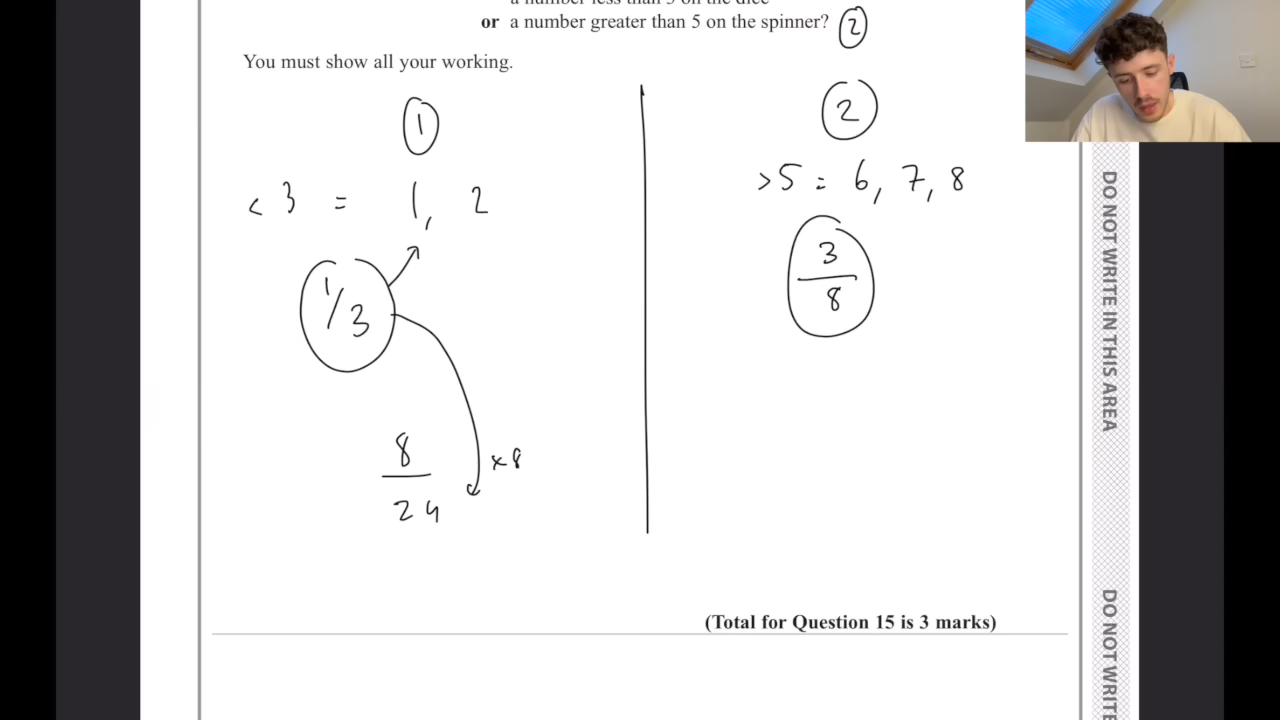 or a number greater than 5 on the spinner? 2
You must show all your working.
1
< 3 = 1, 2
1/3
8
24
×8
2
>5 = 6, 7, 8
3
8
(Total for Question 15 is 3 marks)
DO NOT WRITE IN THIS AREA
DO NOT WRITE